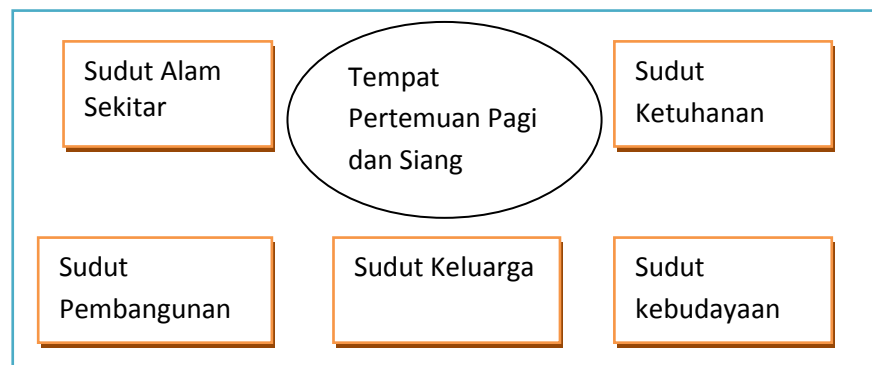 Sudut Alam
Sekitar
Tempat
Pertemuan Pagi
dan Siang
Sudut
Ketuhanan
Sudut
Pembangunan
Sudut Keluarga
Sudut
kebudayaan